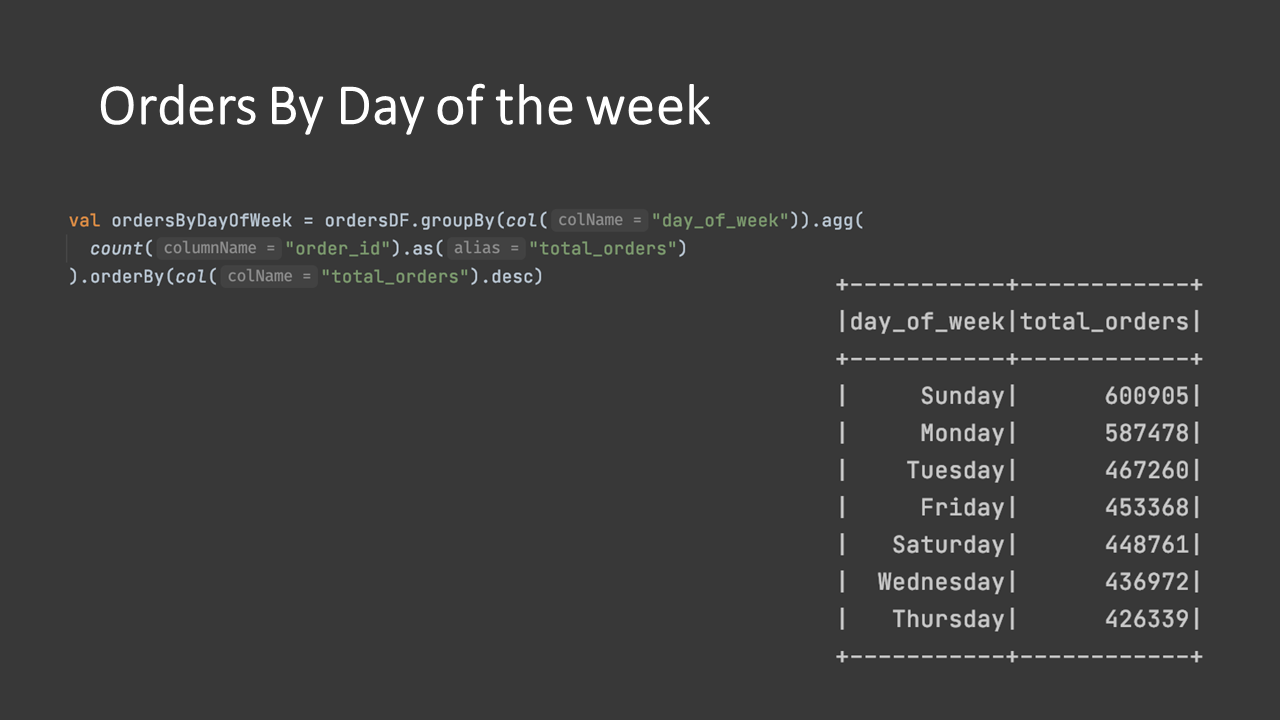 Orders By Day of the week
val ordersByDayOfWeek = ordersDF.groupBy(col( colName = "day_of_week")).agg(
  count( columnName = "order_id").as( alias = "total_orders")
).orderBy(col( colName = "total_orders").desc)
+-----------+------------+
|day_of_week|total_orders|
+-----------+------------+
|     Sunday|      600905|
|     Monday|      587478|
|    Tuesday|      467260|
|     Friday|      453368|
|   Saturday|      448761|
|  Wednesday|      436972|
|   Thursday|      426339|
+-----------+------------+